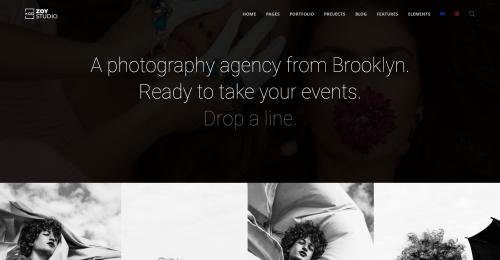 ZOY
STUDIO
HOME PAGES PORTFOLIO PROJECTS BLOG FEATURES ELEMENTS
A photography agency from Brooklyn.
Ready to take your events.
Drop a line.